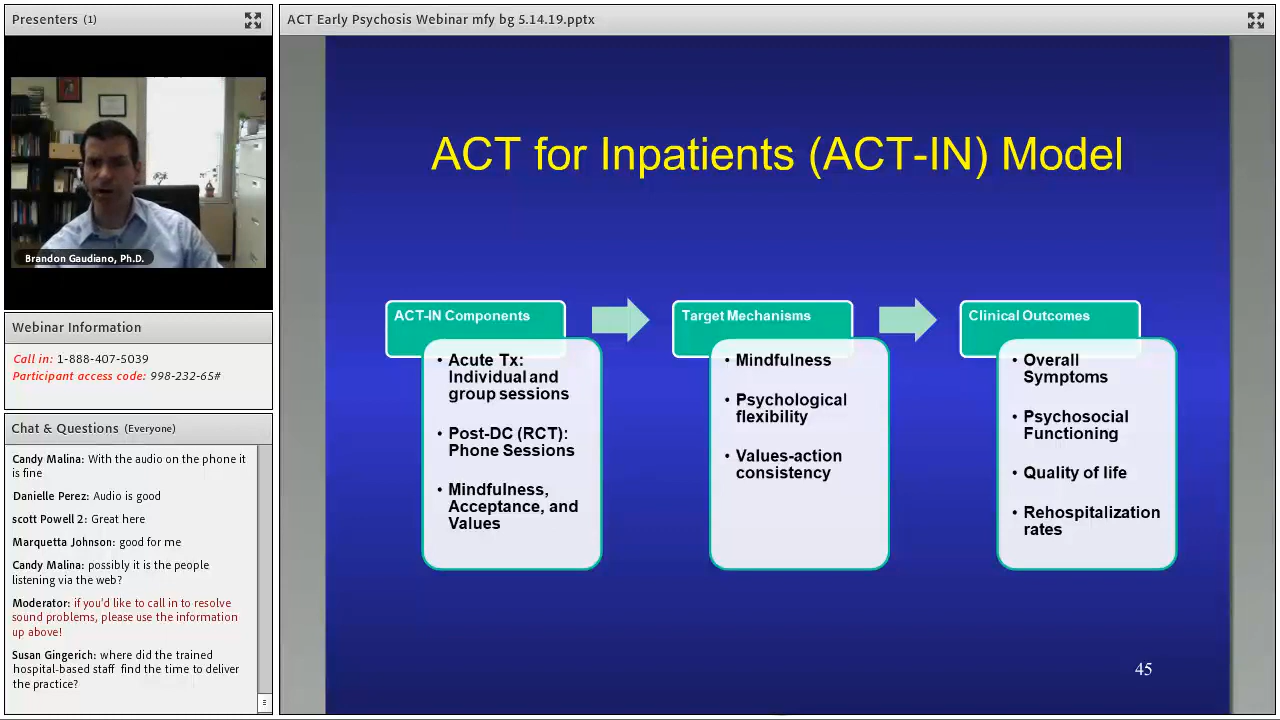 Presenters (1)
Brandon Gaudiano, Ph.D.
Webinar Information
Call in: 1-888-407-5039
Participant access code: 998-232-65#
Chat & Questions (Everyone)
Candy Malina: With the audio on the phone it
is fine
Danielle Perez: Audio is good
scott Powell 2: Great here
Marquetta Johnson: good for me
Candy Malina: possibly it is the people
listening via the web?
Moderator: if you'd like to call in to resolve
sound problems, please use the information
up above!
Susan Gingerich: where did the trained
hospital-based staff find the time to deliver
the practice?
ACT Early Psychosis Webinar mfy bg 5.14.19.pptx
ACT for Inpatients (ACT-IN) Model
ACT-IN Components
• Acute Tx:
Individual and
group sessions
• Post-DC (RCT):
Phone Sessions
• Mindfulness,
Acceptance, and
Values
Target Mechanisms
• Mindfulness
• Psychological
flexibility
• Values-action
consistency
Clinical Outcomes
• Overall
Symptoms
• Psychosocial
Functioning
• Quality of life
• Rehospitalization
rates
45